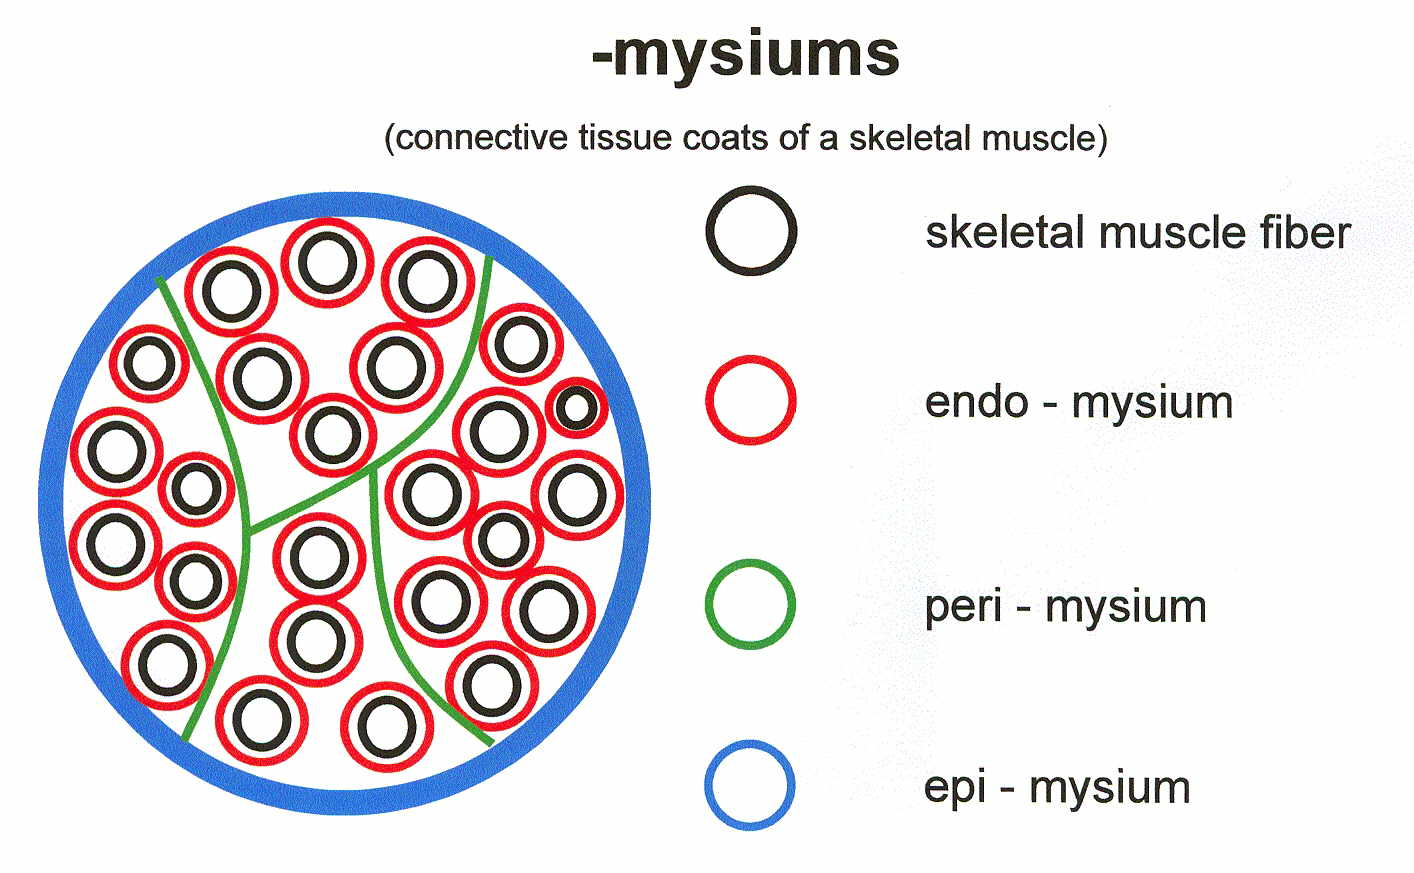 -mysiums
(connective tissue coats of a skeletal muscle)
skeletal muscle fiber
endo - mysium
peri - mysium
epi - mysium